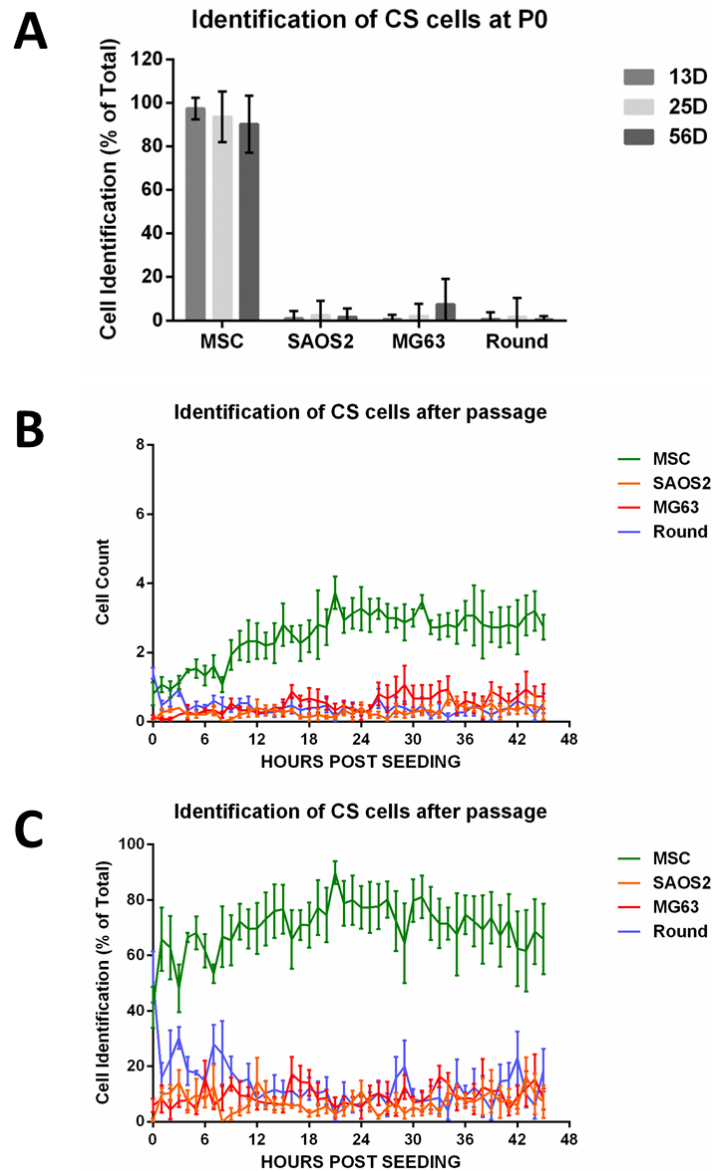 A
Identification of CS cells at P0
Cell Identification (% of Total)
120
100
80
60
40
20
0
MSC SAOS2 MG63 Round
13D
25D
56D
B
Identification of CS cells after passage
Cell Count
8
6
4
2
0
0 6 12 18 24 30 36 42 48
HOURS POST SEEDING
MSC
SAOS2
MG63
Round
C
Identification of CS cells after passage
Cell Identification (% of Total)
100
80
60
40
20
0
0 6 12 18 24 30 36 42 48
HOURS POST SEEDING
MSC
SAOS2
MG63
Round